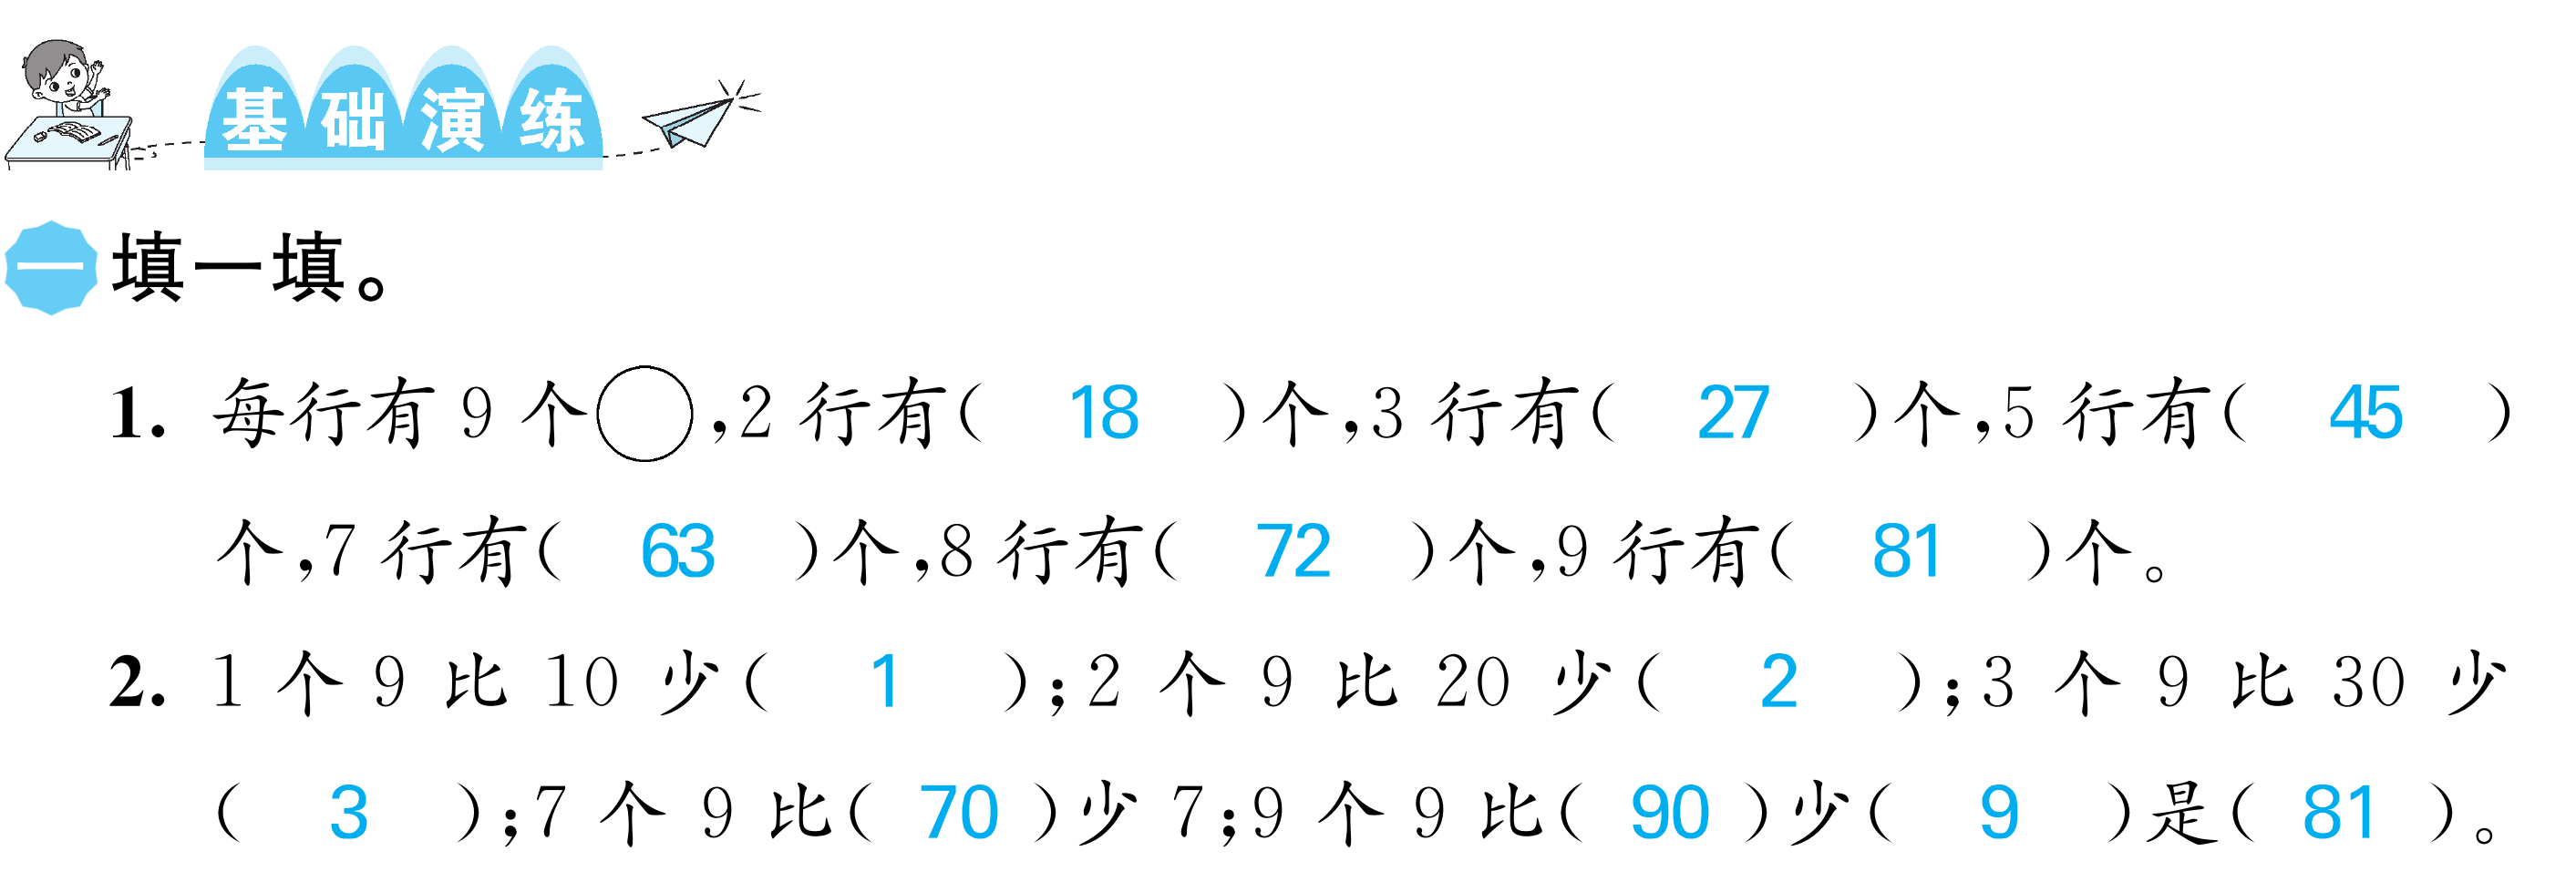 基础演练
一 填一填。
1. 每行有 9 个○,2 行有( 18 )个,3 行有( 27 )个,5 行有( 45 )
个,7 行有( 63 )个,8 行有( 72 )个,9 行有( 81 )个。
2. 1 个 9 比 10 少( 1 );2 个 9 比 20 少( 2 );3 个 9 比 30 少
( 3 );7 个 9 比( 70 )少 7;9 个 9 比( 90 )少( 9 )是( 81 )。